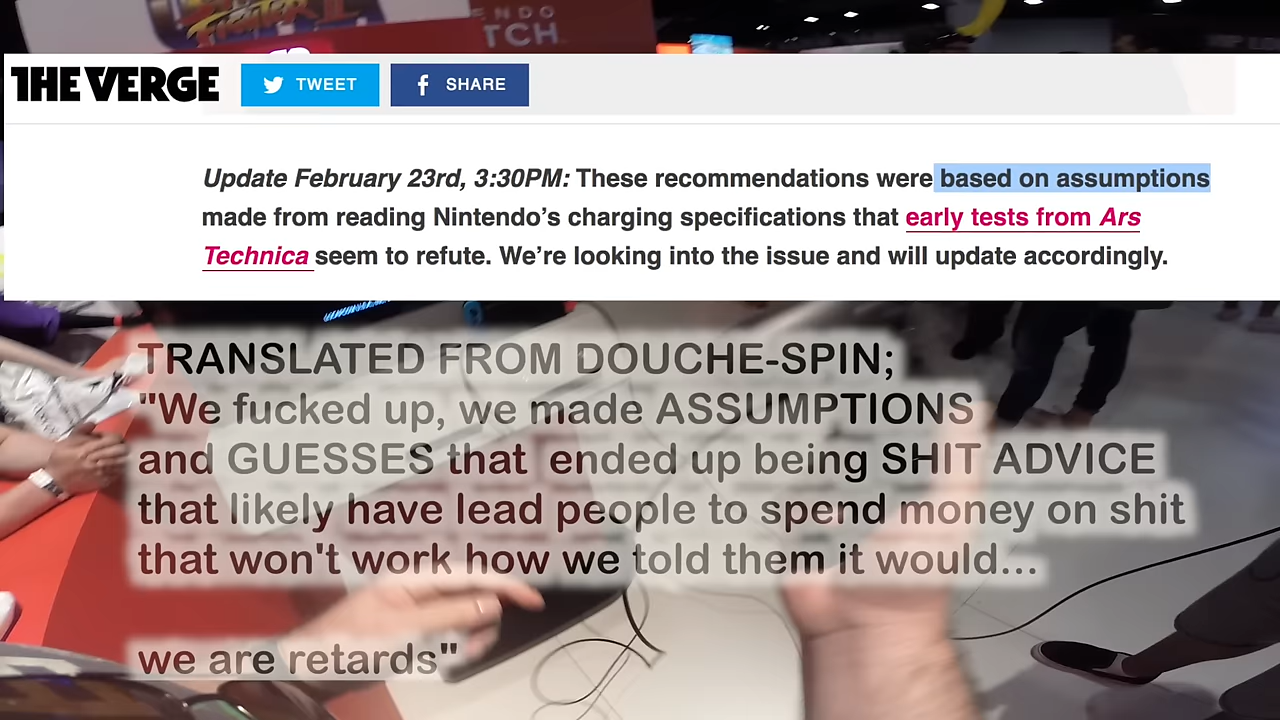 FIGHTER II
NDO
TCH
THE VERGE
TWEET
SHARE
Update February 23rd, 3:30PM: These recommendations were based on assumptions
made from reading Nintendo’s charging specifications that early tests from Ars
Technica seem to refute. We’re looking into the issue and will update accordingly.
TRANSLATED FROM DOUCHE-SPIN;
"We fucked up, we made ASSUMPTIONS
and GUESSES that ended up being SHIT ADVICE
that likely have lead people to spend money on shit
that won't work how we told them it would...
we are retards"